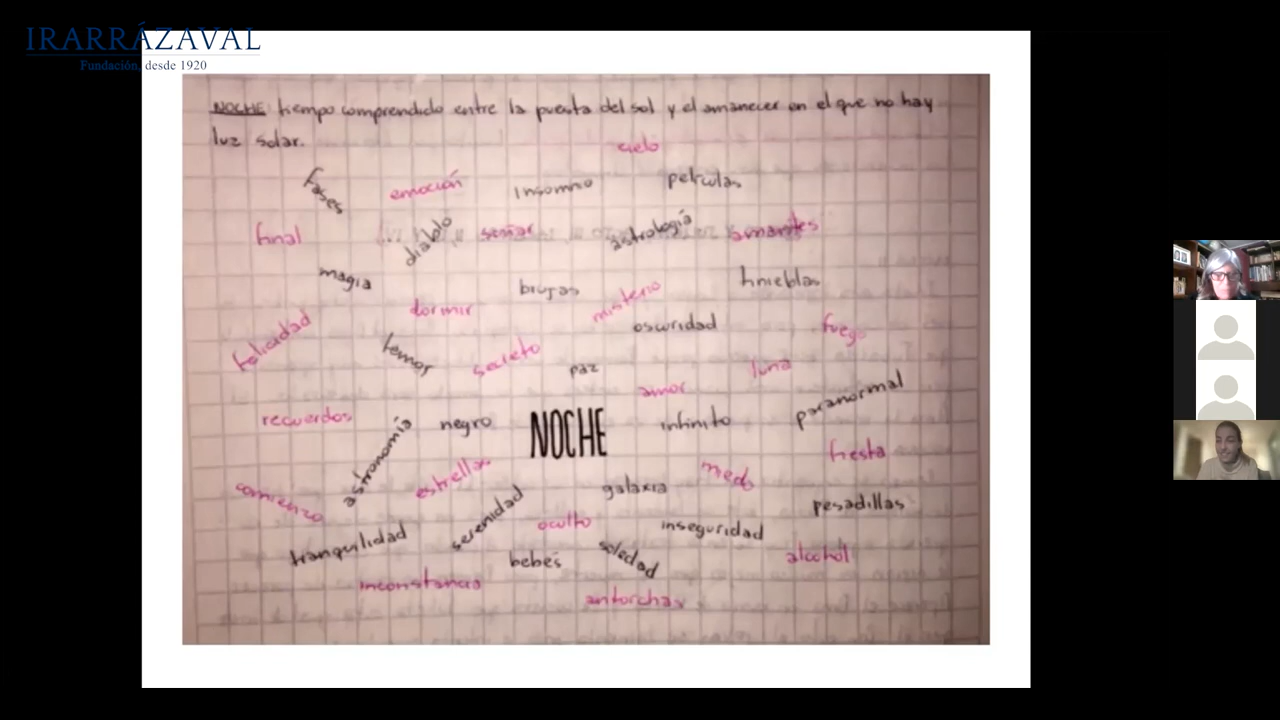 IRARRÁZAVAL
Fundación, desde 1920
NOCHE tiempo comprendido entre la puesta del sol y el amanecer en el que no hay
luz solar.
cielo
fases emoción insomno películas
final diablo soñar astrología amantes
magia brujas misterio tinieblas
felicidad dormir oscuridad fuego
temor secreto paz luna
recuerdos negro NOCHE amor infinito paranormal
astronomía estrellas miedo fiesta
comienzo serenidad galaxia pesadillas
tranquilidad oculto inseguridad
bebés soledad alcohol
inconstancia antorchas